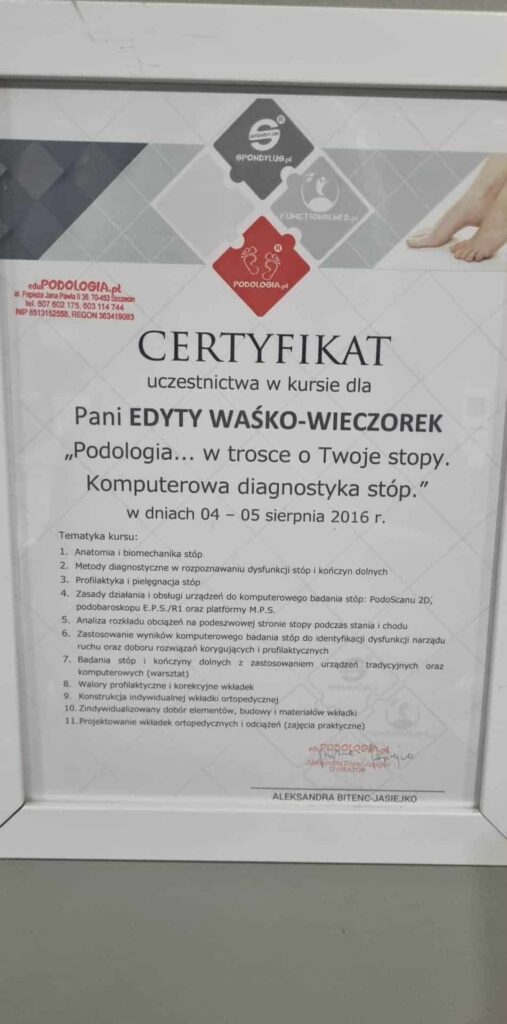 SPONDYLUS.pl
FUNCTIONALMED.pl
PODOLOGIA.pl
eduPODOLOGIA.pl
al. Papieża Jana Pawła II 36, 70-453 Szczecin
tel. 607 602 175, 603 114 744
NIP 8513152558, REGON 363419083
CERTYFIKAT
uczestnictwa w kursie dla
Pani EDYTY WAŚKO-WIECZOREK
„Podologia... w trosce o Twoje stopy.
Komputerowa diagnostyka stóp.”
w dniach 04 – 05 sierpnia 2016 r.
Tematyka kursu:
1. Anatomia i biomechanika stóp
2. Metody diagnostyczne w rozpoznawaniu dysfunkcji stóp i kończyn dolnych
3. Profilaktyka i pielęgnacja stóp
4. Zasady działania i obsługi urządzeń do komputerowego badania stóp: PodoScanu 2D,
podobaroskopu E.P.S./R1 oraz platformy M.P.S.
5. Analiza rozkładu obciążeń na podeszwowej stronie stopy podczas stania i chodu
6. Zastosowanie wyników komputerowego badania stóp do identyfikacji dysfunkcji narządu
ruchu oraz doboru rozwiązań korygujących i profilaktycznych
7. Badania stóp i kończyny dolnych z zastosowaniem urządzeń tradycyjnych oraz
komputerowych (warsztat)
8. Walory profilaktyczne i korekcyjne wkładek
9. Konstrukcja indywidualnej wkładki ortopedycznej
10. Zindywidualizowany dobór elementów, budowy i materiałów wkładki
11.Projektowanie wkładek ortopedycznych i odciążeń (zajęcia praktyczne)
eduPODOLOGIA.pl
DYREKTOR
ALEKSANDRA BITENC-JASIEJKO